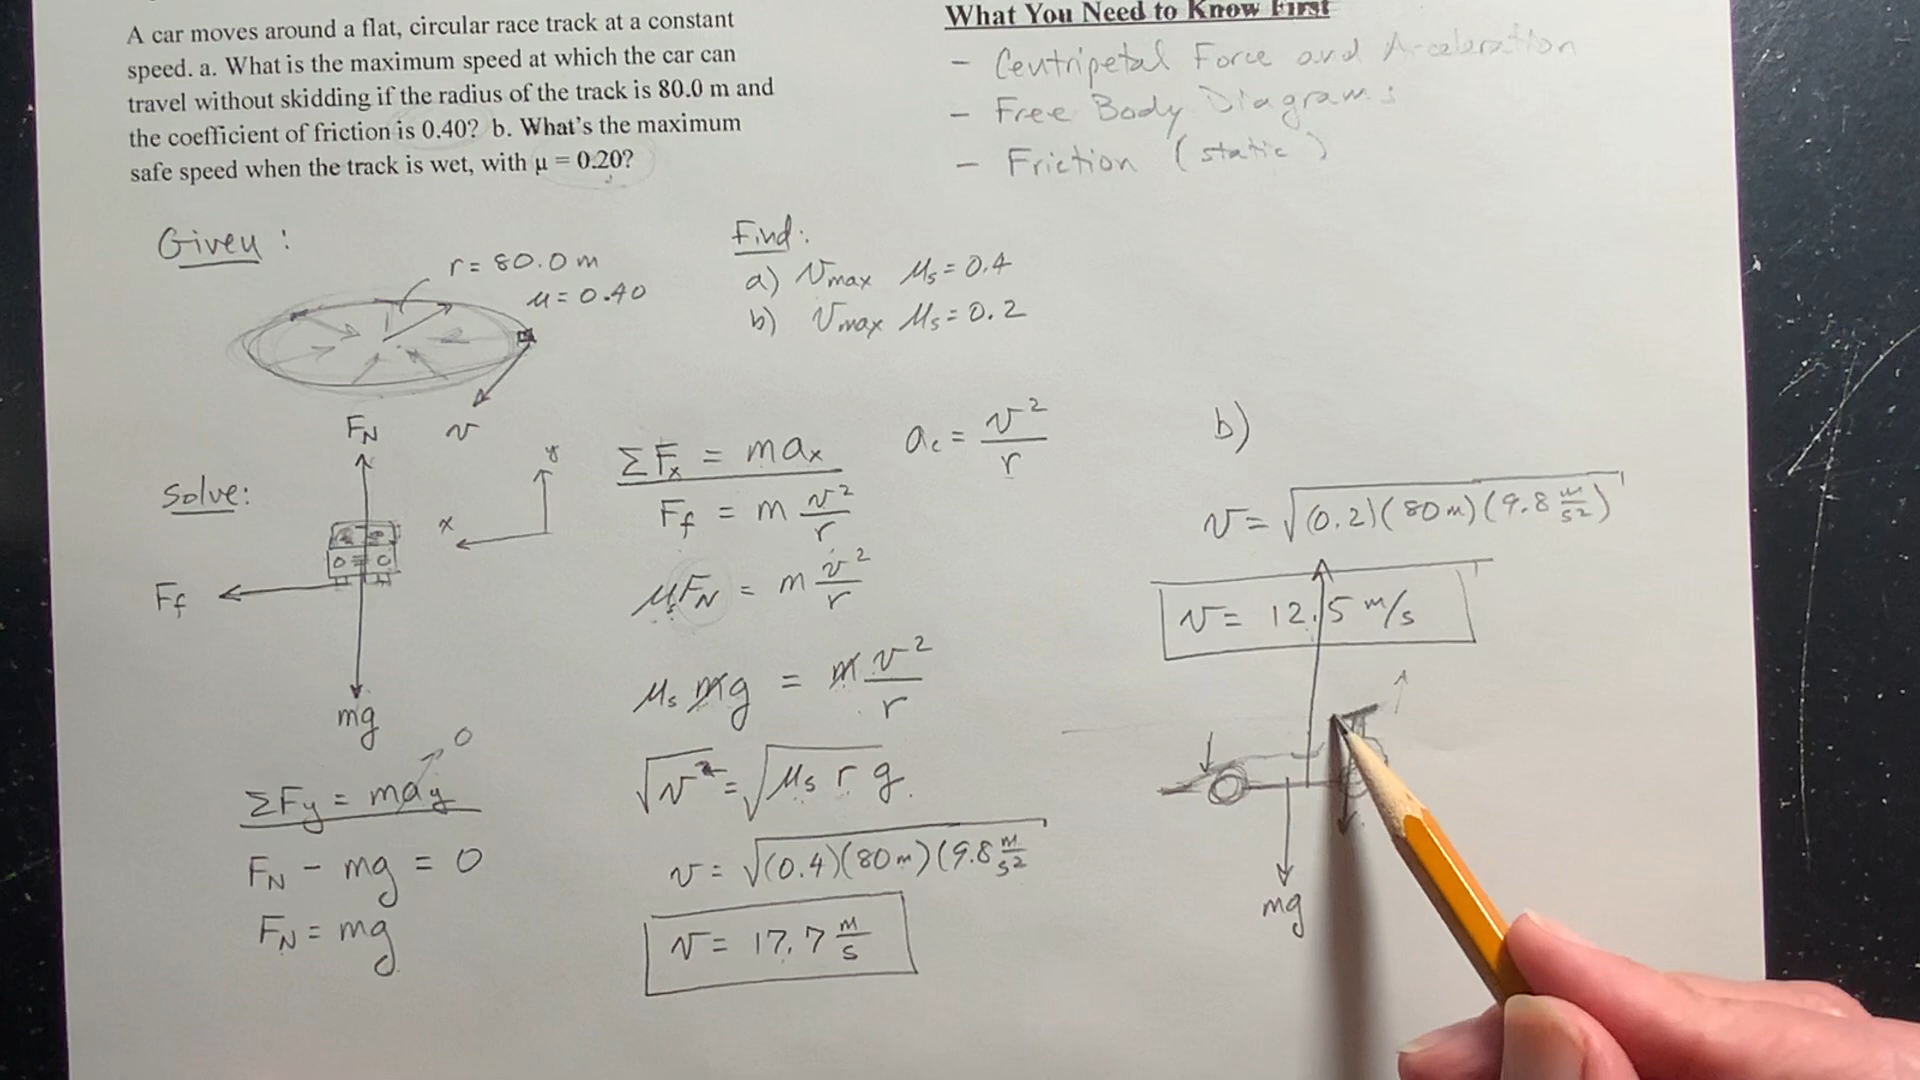 A car moves around a flat, circular race track at a constant
speed. a. What is the maximum speed at which the car can
travel without skidding if the radius of the track is 80.0 m and
the coefficient of friction is 0.40? b. What's the maximum
safe speed when the track is wet, with μ = 0.20?
What You Need to Know First
- Centripetal Force and Acceleration
- Free Body Diagrams
- Friction (static)
Given:
r = 80.0 m
μ = 0.40
v
Find:
a) vmax μs = 0.4
b) vmax μs = 0.2
Solve:
FN
y
x
Ff
mg
0
ΣFy = may
FN - mg = 0
FN = mg
ΣFx = max
ac = v²/r
Ff = m v²/r
μFN = m v²/r
μs mg = m v²/r
√v² = √μs r g
v = √(0.4)(80m)(9.8 m/s²
v = 17.7 m/s
b)
v = √(0.2)(80m)(9.8 m/s²)
v = 12.5 m/s
mg